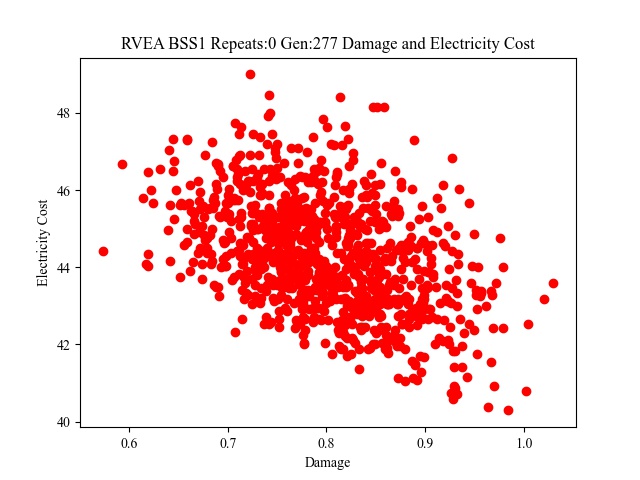 RVEA BSS1 Repeats:0 Gen:277 Damage and Electricity Cost
48
46
44
42
40
Electricity Cost
0.6 0.7 0.8 0.9 1.0
Damage